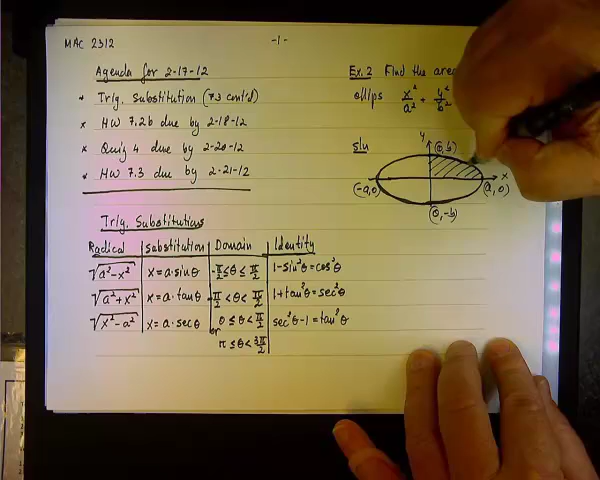 MAC 2312
-1-
Agenda for 2-17-12
* Trig. Substitution (7.3 cont'd)
* HW 7.2b due by 2-18-12
* Quiz 4 due by 2-20-12
* HW 7.3 due by 2-21-12
Trig. Substitutions
Radical Substitution Domain Identity
√a²-x² x=a·sinθ -π/2≤θ≤π/2 1-sin²θ=cos²θ
√a²+x² x=a·tanθ -π/2<θ<π/2 1+tan²θ=sec²θ
√x²-a² x=a·secθ 0≤θ<π/2 sec²θ-1=tan²θ
or
π≤θ<3π/2
Ex. 2 Find the area
ellips x²/a² + y²/b²
sln
y
(0,b)
(-a,0) (a,0) x
(0,-b)